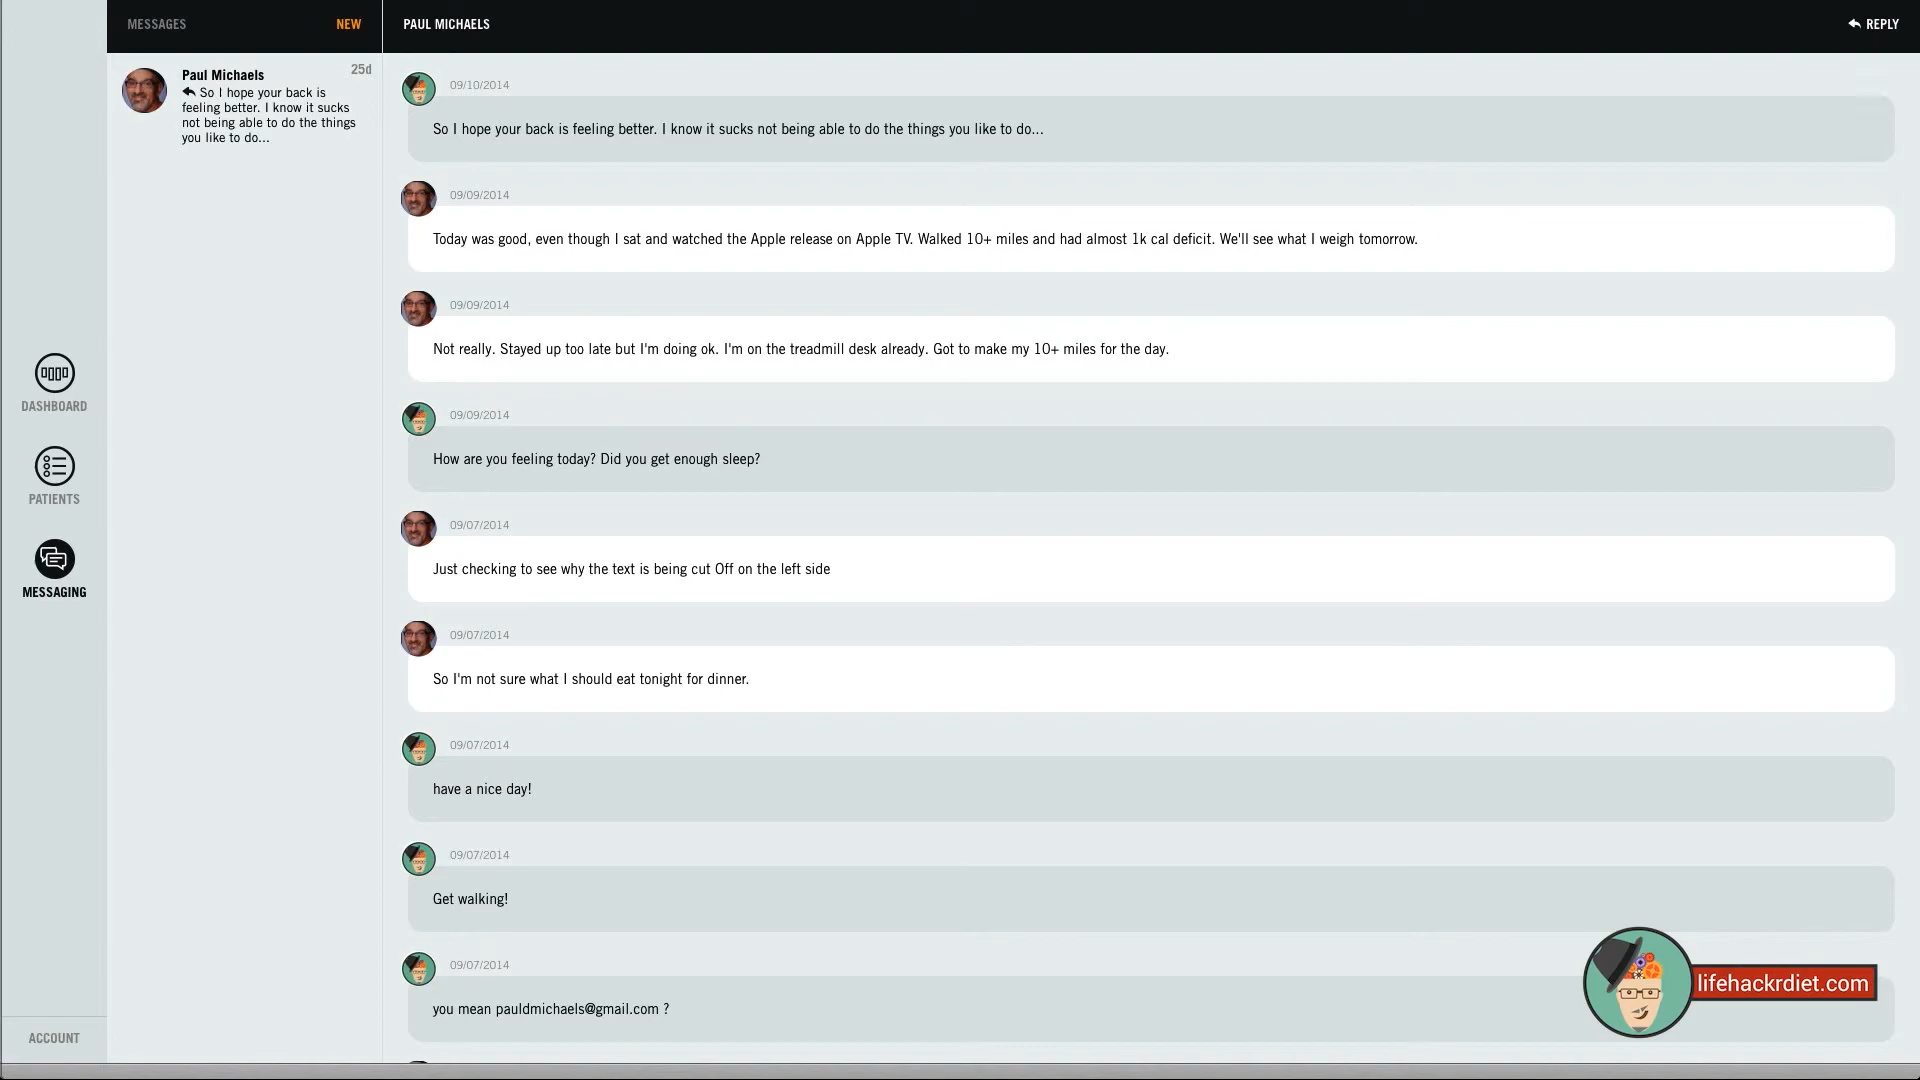 MESSAGES
NEW
PAUL MICHAELS
REPLY
Paul Michaels
25d
So I hope your back is
feeling better. I know it sucks
not being able to do the things
you like to do...
DASHBOARD
PATIENTS
MESSAGING
ACCOUNT
09/10/2014
So I hope your back is feeling better. I know it sucks not being able to do the things you like to do...
09/09/2014
Today was good, even though I sat and watched the Apple release on Apple TV. Walked 10+ miles and had almost 1k cal deficit. We'll see what I weigh tomorrow.
09/09/2014
Not really. Stayed up too late but I'm doing ok. I'm on the treadmill desk already. Got to make my 10+ miles for the day.
09/09/2014
How are you feeling today? Did you get enough sleep?
09/07/2014
Just checking to see why the text is being cut Off on the left side
09/07/2014
So I'm not sure what I should eat tonight for dinner.
09/07/2014
have a nice day!
09/07/2014
Get walking!
09/07/2014
you mean pauldmichaels@gmail.com ?
lifehackrdiet.com